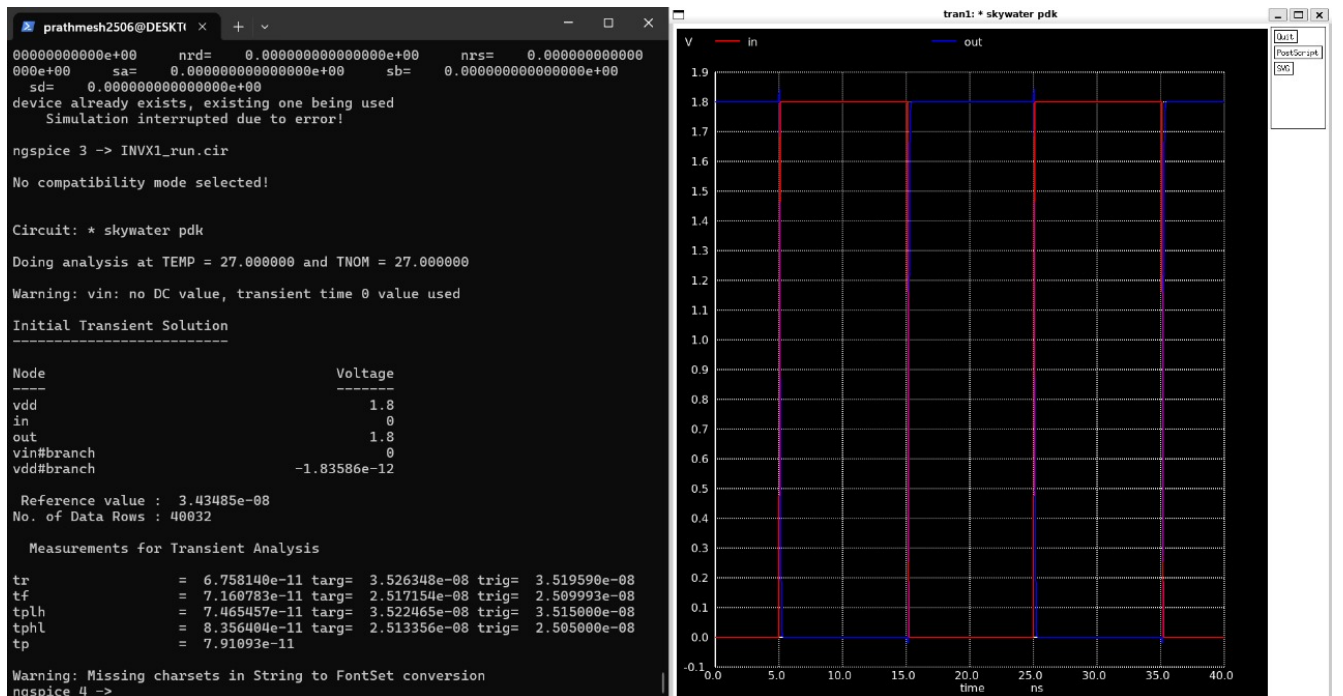 prathmesh2506@DESKT
00000000000e+00 nrd= 0.000000000000000e+00 nrs= 0.000000000000
000e+00 sa= 0.000000000000000e+00 sb= 0.000000000000000e+00
sd= 0.000000000000000e+00
device already exists, existing one being used
Simulation interrupted due to error!
ngspice 3 -> INVX1_run.cir
No compatibility mode selected!
Circuit: * skywater pdk
Doing analysis at TEMP = 27.000000 and TNOM = 27.000000
Warning: vin: no DC value, transient time 0 value used
Initial Transient Solution
--------------------------
Node Voltage
---- -------
vdd 1.8
in 0
out 1.8
vin#branch 0
vdd#branch -1.83586e-12
Reference value : 3.43485e-08
No. of Data Rows : 40032
Measurements for Transient Analysis
tr = 6.758140e-11 targ= 3.526348e-08 trig= 3.519590e-08
tf = 7.160783e-11 targ= 2.517154e-08 trig= 2.509993e-08
tplh = 7.465457e-11 targ= 3.522465e-08 trig= 3.515000e-08
tphl = 8.356404e-11 targ= 2.513356e-08 trig= 2.505000e-08
tp = 7.91093e-11
Warning: Missing charsets in String to FontSet conversion
ngspice 4 ->
tran1: * skywater pdk
V in out
Quit
PostScript
SVG
1.9
1.8
1.7
1.6
1.5
1.4
1.3
1.2
1.1
1.0
0.9
0.8
0.7
0.6
0.5
0.4
0.3
0.2
0.1
0.0
-0.1
0.0 5.0 10.0 15.0 20.0 25.0 30.0 35.0 40.0
time ns